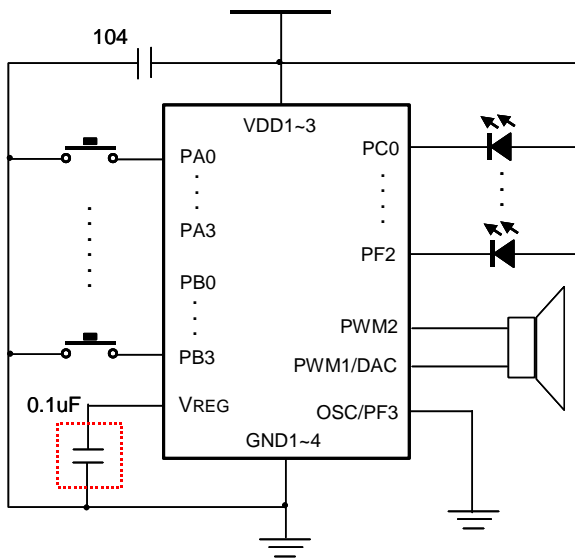 104
VDD1~3
PA0
PC0
PA3
PB0
PF2
PWM2
PB3
PWM1/DAC
0.1uF
VREG
OSC/PF3
GND1~4